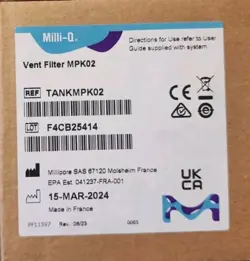 Milli-Q®
Directions for Use refer to User
Guide supplied with system
Vent Filter MPK02
REF TANKMPK02
LOT F4CB25414
Millipore SAS 67120 Molsheim France
EPA Est. 041237-FRA-001
15-MAR-2024
Made in France
UK
CA
CE
Rev. 08/23